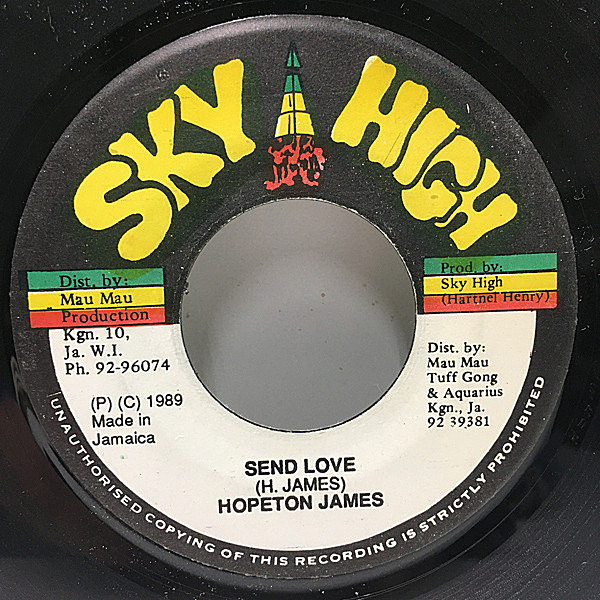 SKY HIGH
Dist. by:
Mau Mau
Production
Kgn. 10,
Ja. W.I.
Ph. 92-96074
(P) (C) 1989
Made in
Jamaica
Prod. by:
Sky High
(Hartnel Henry)
Dist. by:
Mau Mau
Tuff Gong
& Aquarius
Kgn., Ja.
92 39381
SEND LOVE
(H. JAMES)
HOPETON JAMES
UNAUTHORISED COPYING OF THIS RECORDING IS STRICTLY PROHIBITED